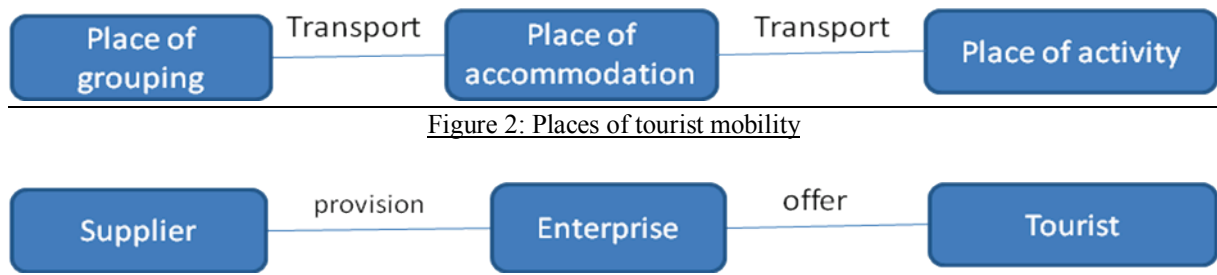 Place of
grouping
Transport
Place of
accommodation
Transport
Place of activity
Figure 2: Places of tourist mobility
Supplier
provision
Enterprise
offer
Tourist